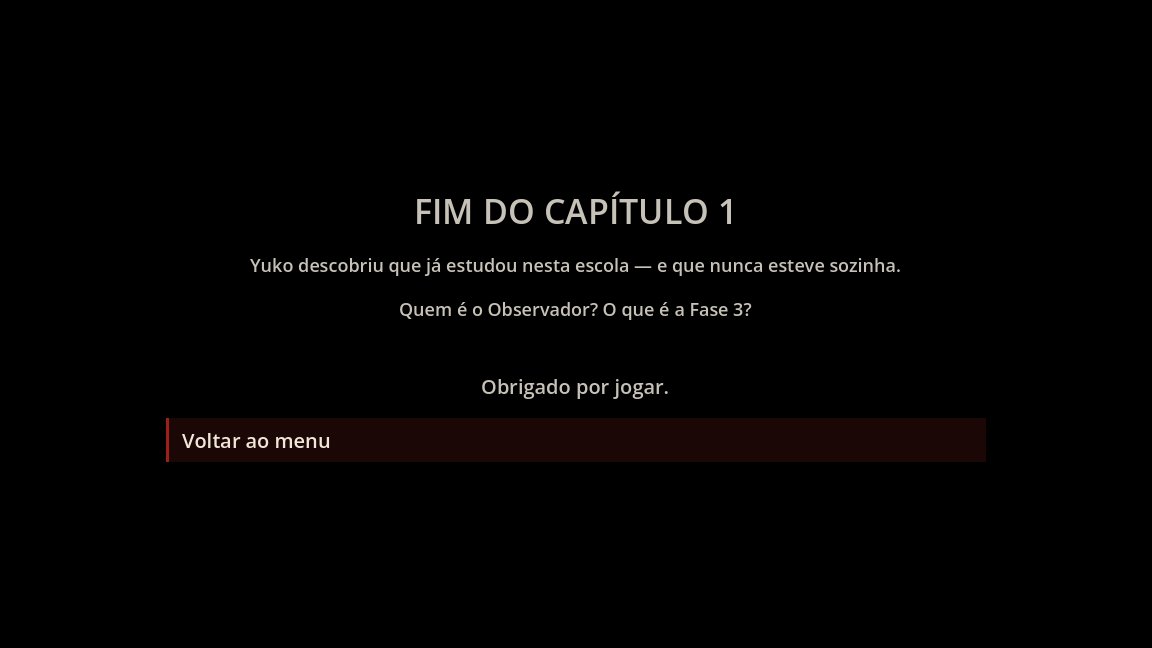 FIM DO CAPÍTULO 1
Yuko descobriu que já estudou nesta escola — e que nunca esteve sozinha.
Quem é o Observador? O que é a Fase 3?
Obrigado por jogar.
Voltar ao menu